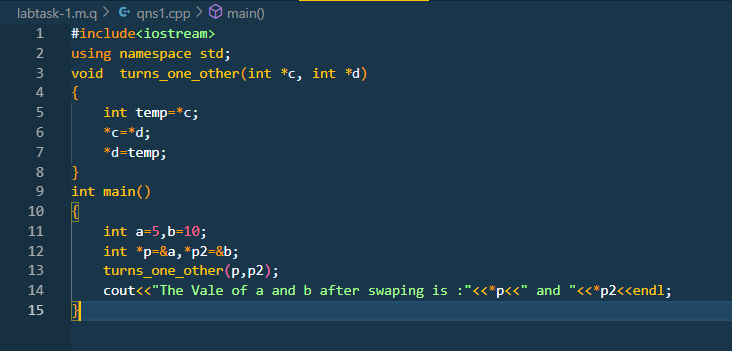 labtask-1.m.q > qns1.cpp > main()
1 #include<iostream>
2 using namespace std;
3 void  turns_one_other(int *c, int *d)
4 {
5     int temp=*c;
6     *c=*d;
7     *d=temp;
8 }
9 int main()
10 {
11     int a=5,b=10;
12     int *p=&a,*p2=&b;
13     turns_one_other(p,p2);
14     cout<<"The Vale of a and b after swaping is :"<<*p<<" and "<<*p2<<endl;
15 }